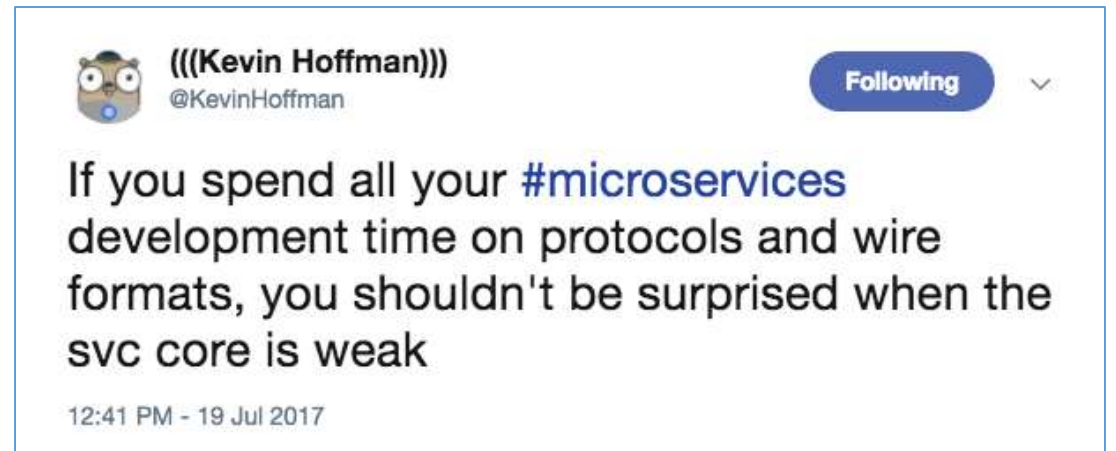 (((Kevin Hoffman)))
@KevinHoffman
Following
If you spend all your #microservices
development time on protocols and wire
formats, you shouldn't be surprised when the
svc core is weak
12:41 PM - 19 Jul 2017